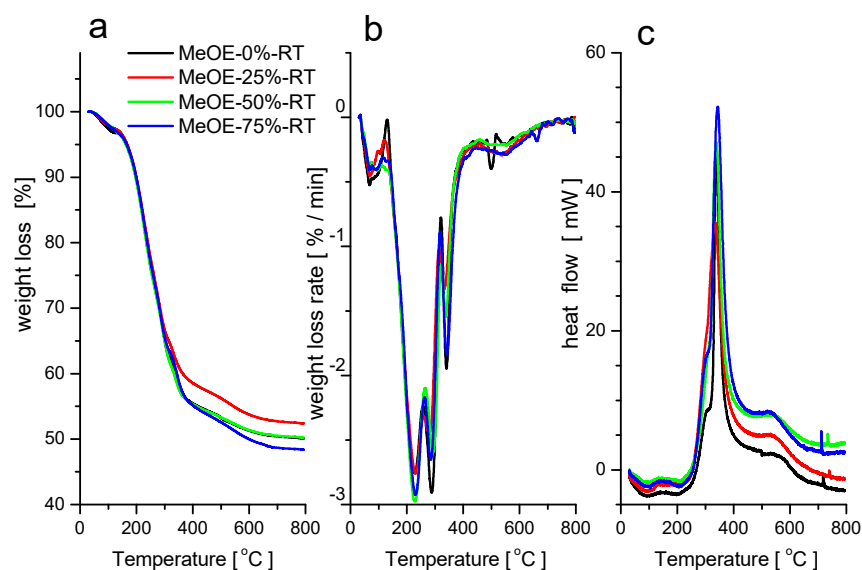 a
b
c
MeOE-0%-RT
MeOE-25%-RT
MeOE-50%-RT
MeOE-75%-RT
weight loss [%]
100
90
80
70
60
50
40
0 200 400 600 800
Temperature [ °C]
weight loss rate [ % / min]
0
-1
-2
-3
0 200 400 600 800
Temperature [ °C]
heat flow [ mW]
60
40
20
0
0 200 400 600 800
Temperature [ °C]